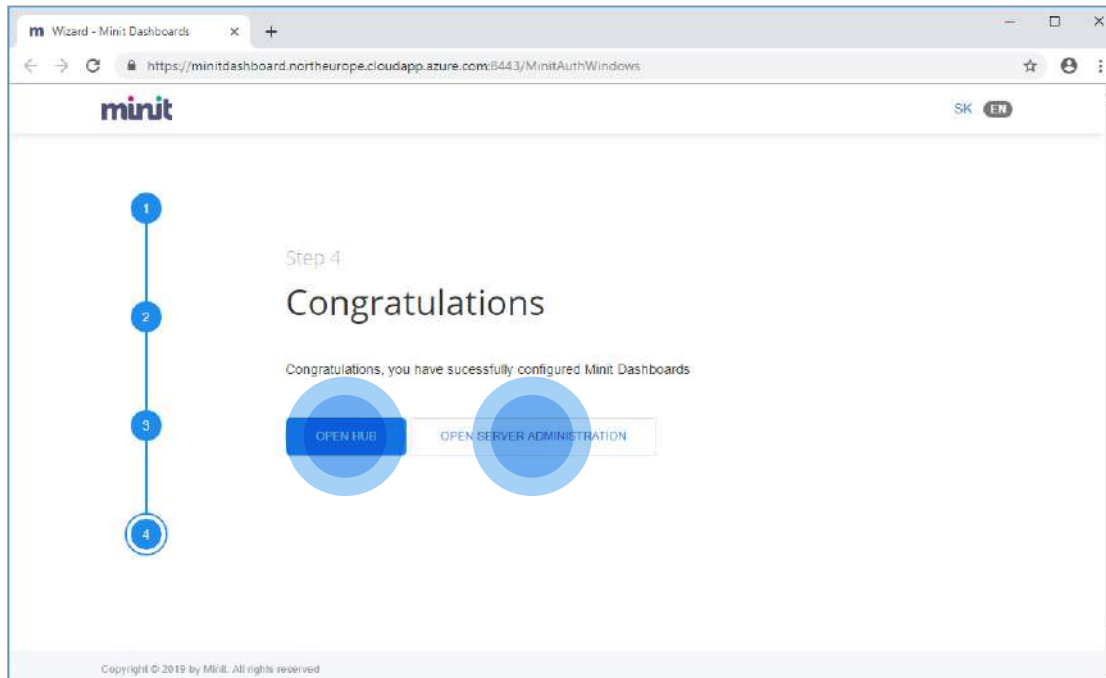 m Wizard - Minit Dashboards
https://minitdashboard.northeurope.cloudapp.azure.com:8443/MinitAuthWindows
minit
SK EN
1
Step 4
Congratulations
2
Congratulations, you have sucessfully configured Minit Dashboards
3
OPEN HUB OPEN SERVER ADMINISTRATION
4
Copyright © 2019 by Minit. All rights reserved